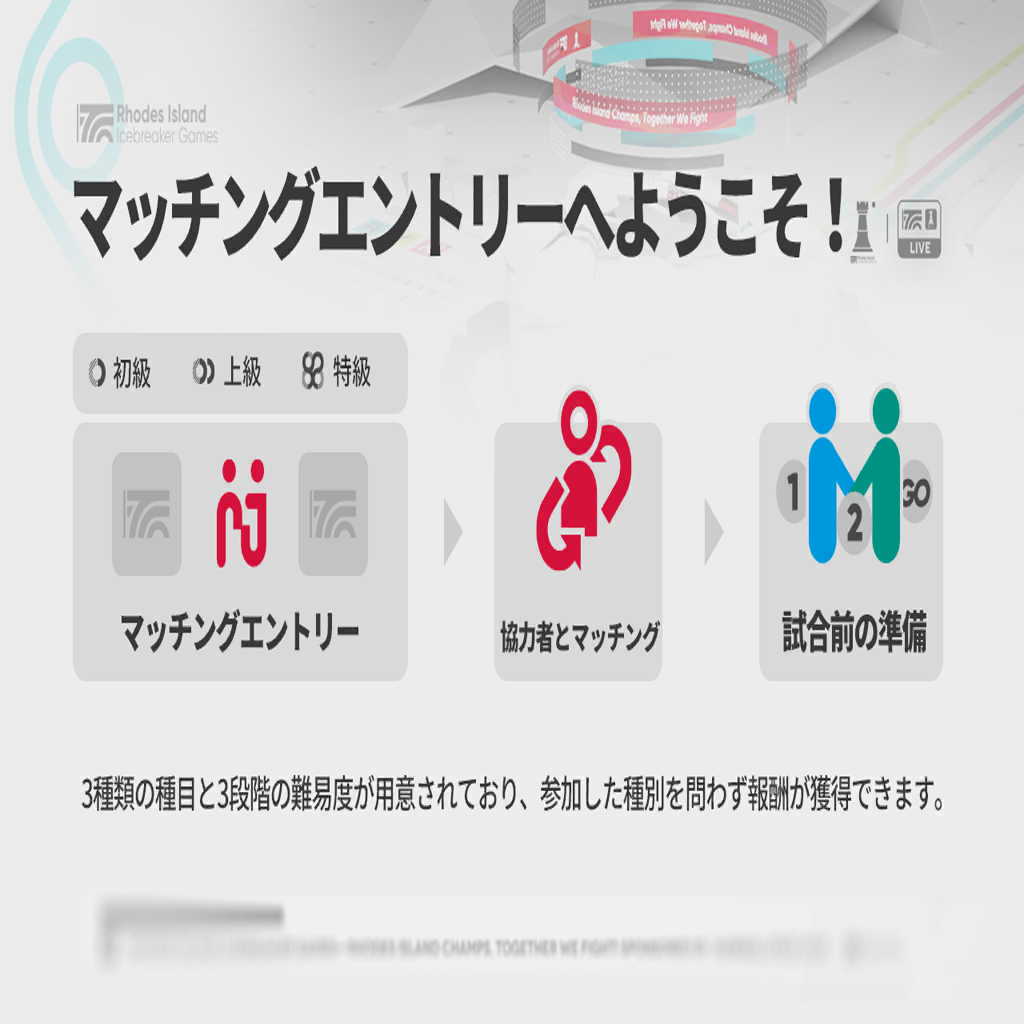 Rhodes Island Champs, Together We Fight
Rhodes Island Champs, Together We Fight
Rhodes Island
Icebreaker Games
マッチングエントリーへようこそ！
LIVE
初級
上級
特級
1
2
GO
マッチングエントリー
協力者とマッチング
試合前の準備
3種類の種目と3段階の難易度が用意されており、参加した種別を問わず報酬が獲得できます。
RHODES ISLAND CHAMPS, TOGETHER WE FIGHT